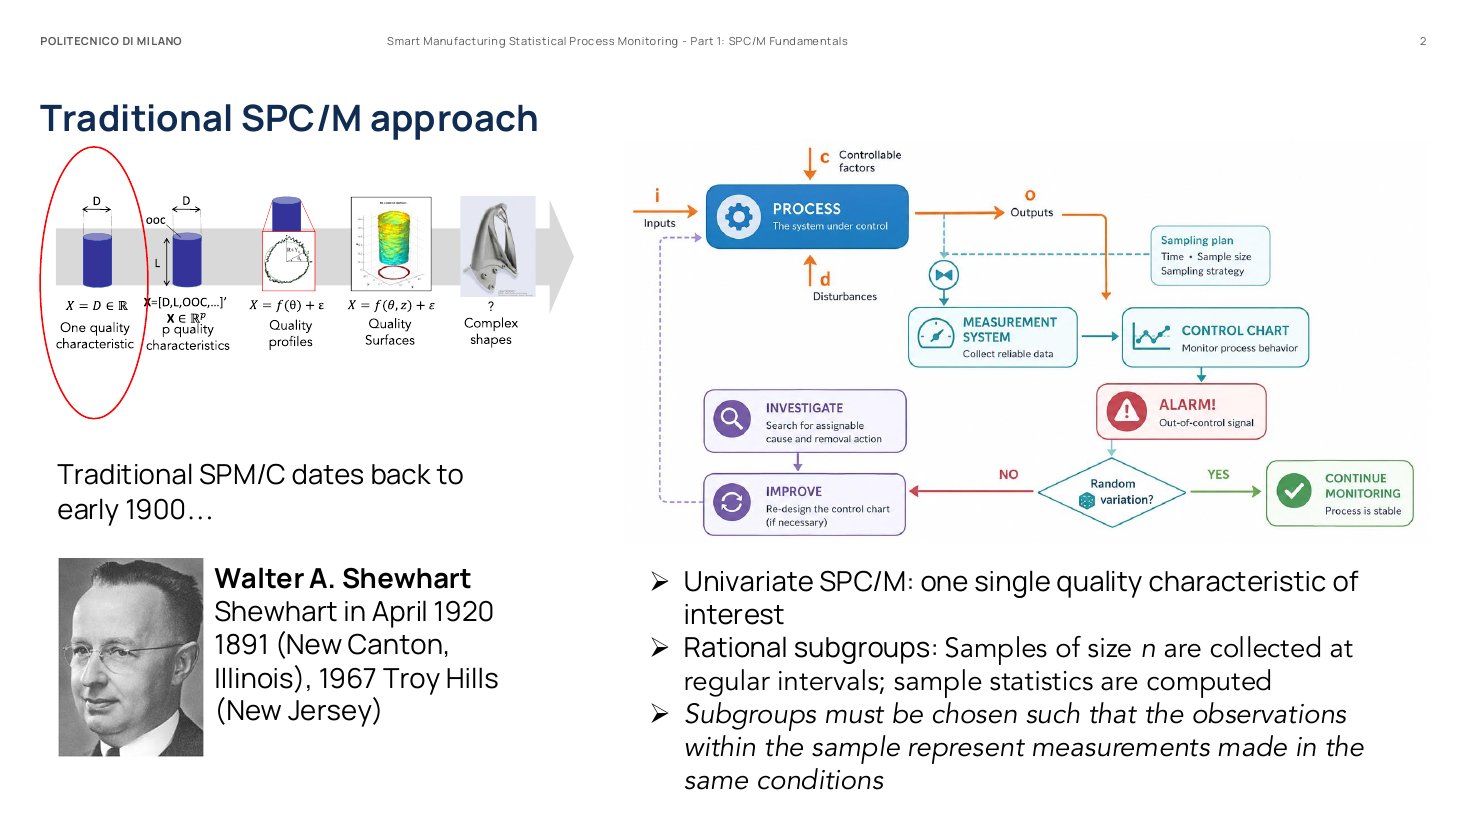 POLITECNICO DI MILANO
Smart Manufacturing Statistical Process Monitoring - Part 1: SPC/M Fundamentals
2
Traditional SPC/M approach
D
X = D ∈ ℝ
One quality
characteristic
D
OOC
L
X=[D,L,OOC,...]’
X ∈ ℝᵖ
p quality
characteristics
X = f(θ) + ε
Quality
profiles
X = f(θ, z) + ε
Quality
Surfaces
?
Complex
shapes
c
Controllable
factors
i
Inputs
PROCESS
The system under control
o
Outputs
d
Disturbances
Sampling plan
Time • Sample size
Sampling strategy
MEASUREMENT
SYSTEM
Collect reliable data
CONTROL CHART
Monitor process behavior
ALARM!
Out-of-control signal
Random
variation?
NO
YES
CONTINUE
MONITORING
Process is stable
INVESTIGATE
Search for assignable
cause and removal action
IMPROVE
Re-design the control chart
(if necessary)
Traditional SPM/C dates back to
early 1900…
Walter A. Shewhart
Shewhart in April 1920
1891 (New Canton,
Illinois), 1967 Troy Hills
(New Jersey)
➢ Univariate SPC/M: one single quality characteristic of
interest
➢ Rational subgroups: Samples of size n are collected at
regular intervals; sample statistics are computed
➢ Subgroups must be chosen such that the observations
within the sample represent measurements made in the
same conditions